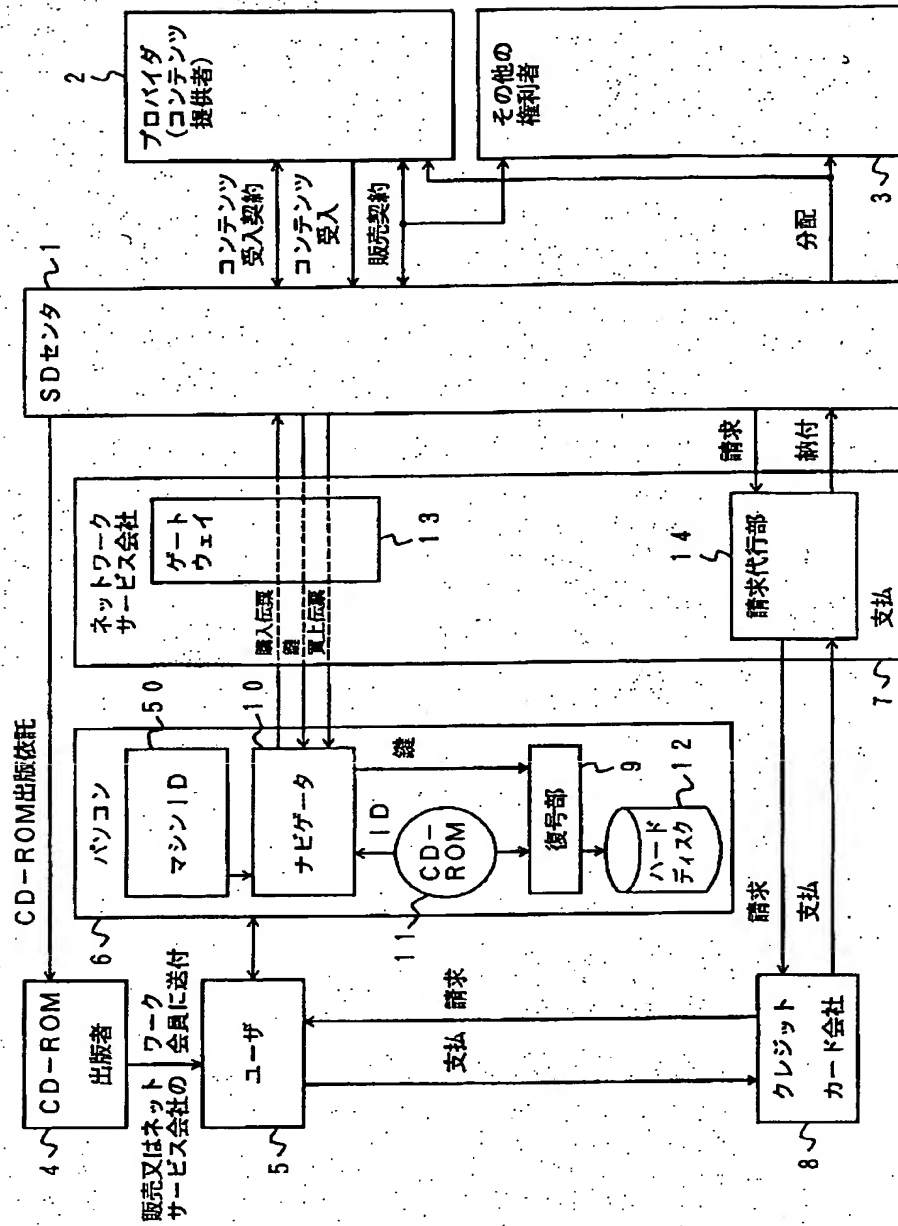 CD-ROM出版依託
SDセンタ
1
4
CD-ROM
出版者
販売又はネットワーク
サービス会社の会員に送付
5
ユーザ
6
パソコン
マシンID
50
ナビゲータ
10
ID
鍵
11
CD-
ROM
復号部
9
ハード
ディスク
12
ネットワーク
サービス会社
ゲート
ウェイ
13
購入伝票
鍵
買上伝票
請求
納付
請求代行部
14
支払
7
請求
支払
請求
支払
クレジット
カード会社
8
2
プロバイダ
(コンテンツ
提供者)
コンテンツ
受入契約
コンテンツ
受入
販売契約
その他の
権利者
分配
3